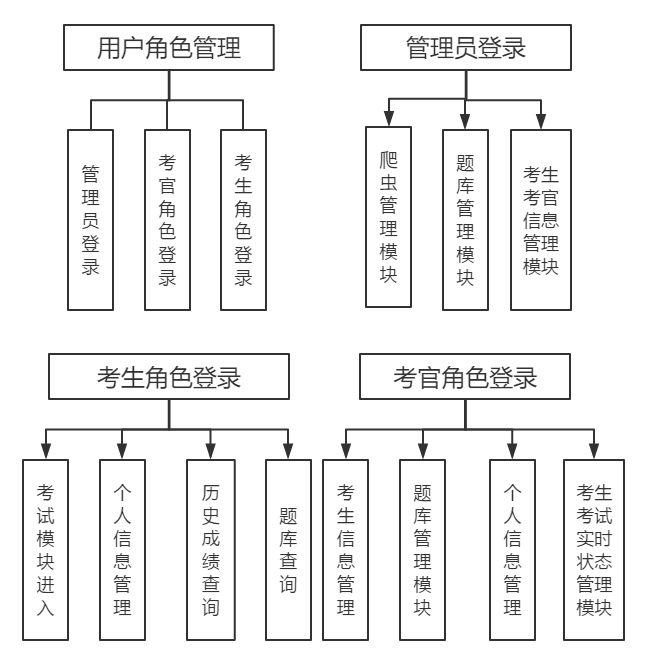 用户角色管理
管理员登录
考官角色登录
考生角色登录
管理员登录
爬虫管理模块
题库管理模块
考生
考官
信息
管理
模块
考生角色登录
考试模块进入
个人信息管理
历史成绩查询
题库查询
考官角色登录
考生信息管理
题库管理模块
个人信息管理
考生
考试
实时
状态
管理
模块